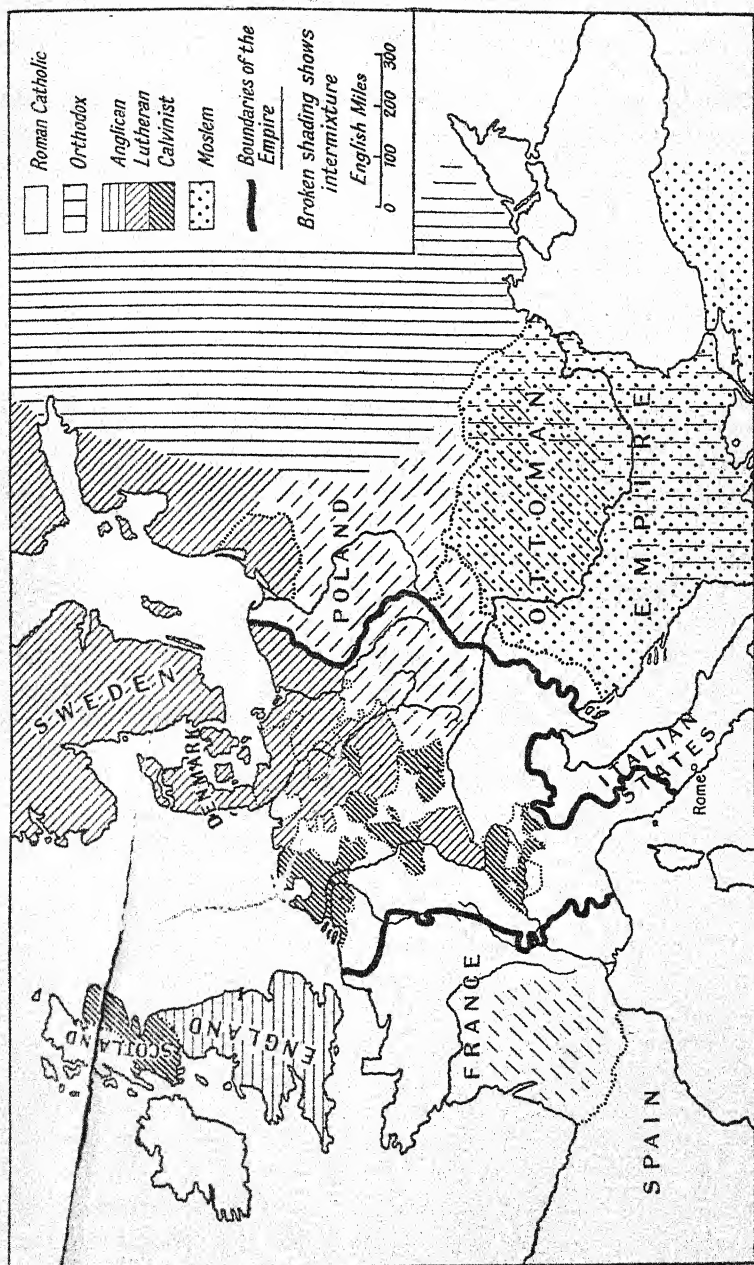 Roman Catholic
Orthodox
Anglican
Lutheran
Calvinist
Moslem
Boundaries of the
Empire
Broken shading shows
intermixture
English Miles
0 100 200 300
SWEDEN
DENMARK
SCOTLAND
ENGLAND
POLAND
OTTOMAN
EMPIRE
FRANCE
ITALIAN
STATES
Rome
SPAIN